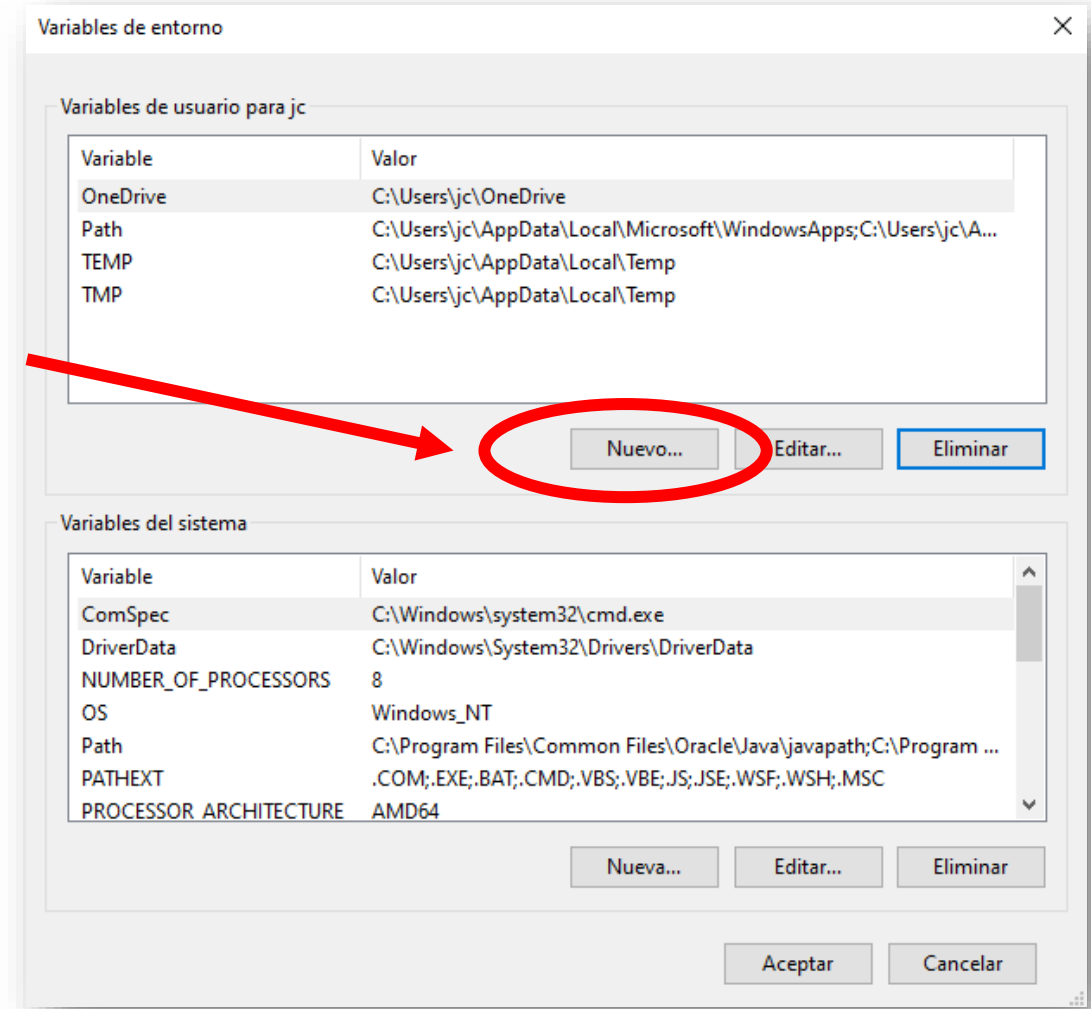 Variables de entorno
Variables de usuario para jc
Variable Valor
OneDrive C:\Users\jc\OneDrive
Path C:\Users\jc\AppData\Local\Microsoft\WindowsApps;C:\Users\jc\A...
TEMP C:\Users\jc\AppData\Local\Temp
TMP C:\Users\jc\AppData\Local\Temp
Nuevo... Editar... Eliminar
Variables del sistema
Variable Valor
ComSpec C:\Windows\system32\cmd.exe
DriverData C:\Windows\System32\Drivers\DriverData
NUMBER_OF_PROCESSORS 8
OS Windows_NT
Path C:\Program Files\Common Files\Oracle\Java\javapath;C:\Program ...
PATHEXT .COM;.EXE;.BAT;.CMD;.VBS;.VBE;.JS;.JSE;.WSF;.WSH;.MSC
PROCESSOR_ARCHITECTURE AMD64
Nueva... Editar... Eliminar
Aceptar Cancelar